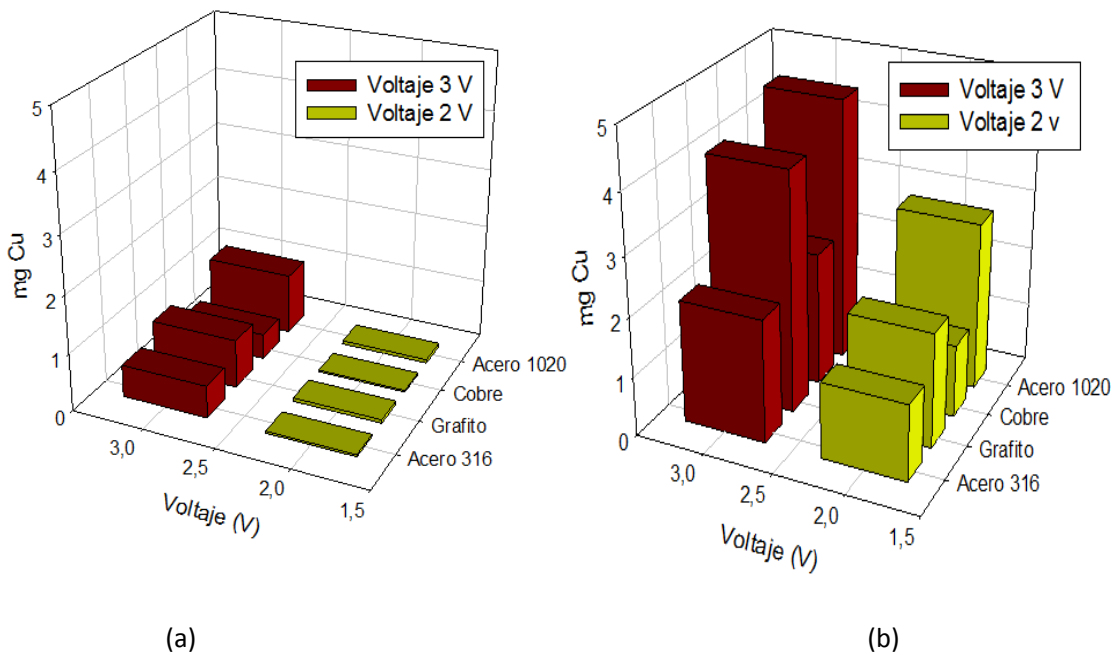 5
4
3
2
1
0
mg Cu
3,0
2,5
2,0
1,5
Voltaje (V)
Acero 1020
Cobre
Grafito
Acero 316
Voltaje 3 V
Voltaje 2 V
(a)
5
4
3
2
1
0
mg Cu
3,0
2,5
2,0
1,5
Voltaje (V)
Acero 1020
Cobre
Grafito
Acero 316
Voltaje 3 V
Voltaje 2 v
(b)